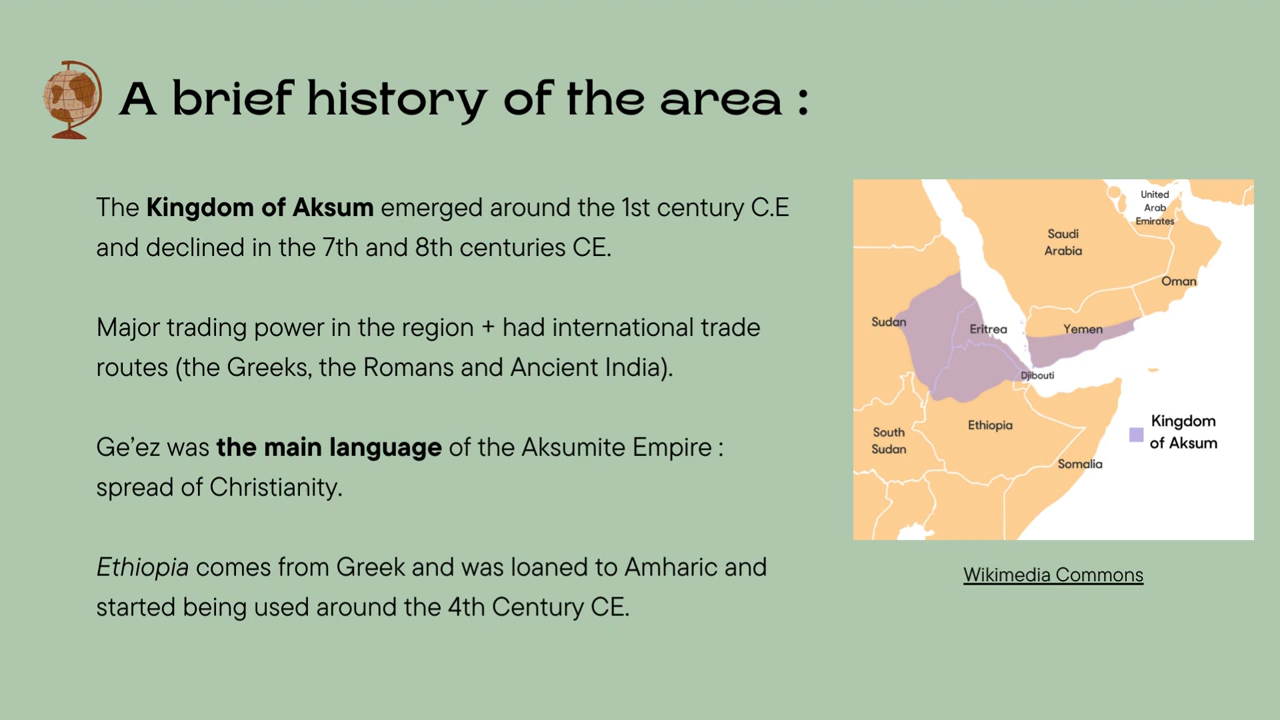 A brief history of the area :
The Kingdom of Aksum emerged around the 1st century C.E
and declined in the 7th and 8th centuries CE.
Major trading power in the region + had international trade
routes (the Greeks, the Romans and Ancient India).
Ge’ez was the main language of the Aksumite Empire :
spread of Christianity.
Ethiopia comes from Greek and was loaned to Amharic and
started being used around the 4th Century CE.
United
Arab
Emirates
Saudi
Arabia
Oman
Sudan
Eritrea
Yemen
Djibouti
Ethiopia
South
Sudan
Somalia
Kingdom
of Aksum
Wikimedia Commons